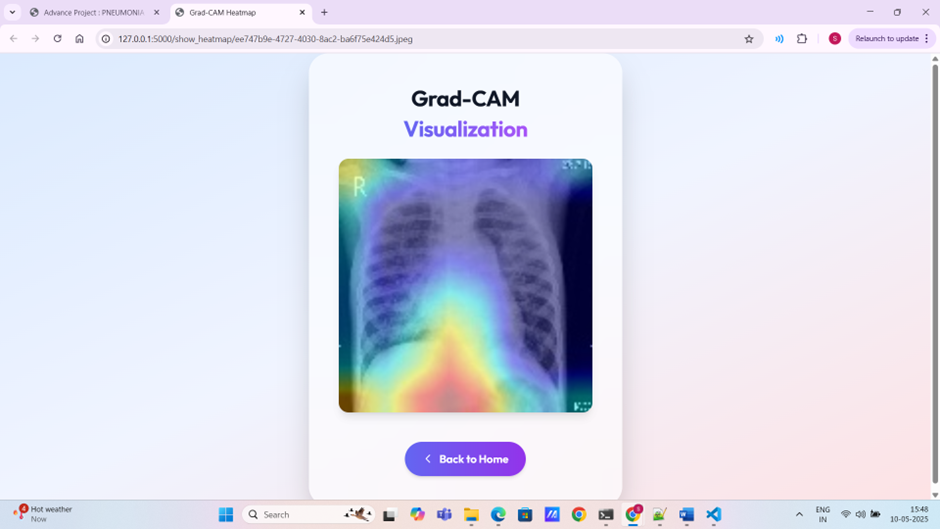 Advance Project : PNEUMONIA
Grad-CAM Heatmap
127.0.0.1:5000/show_heatmap/ee747b9e-4727-4030-8ac2-ba6f75e424d5.jpeg
S
Relaunch to update
Grad-CAM
Visualization
R
Back to Home
4
Hot weather
Now
Search
ENG
IN
15:48
10-05-2025